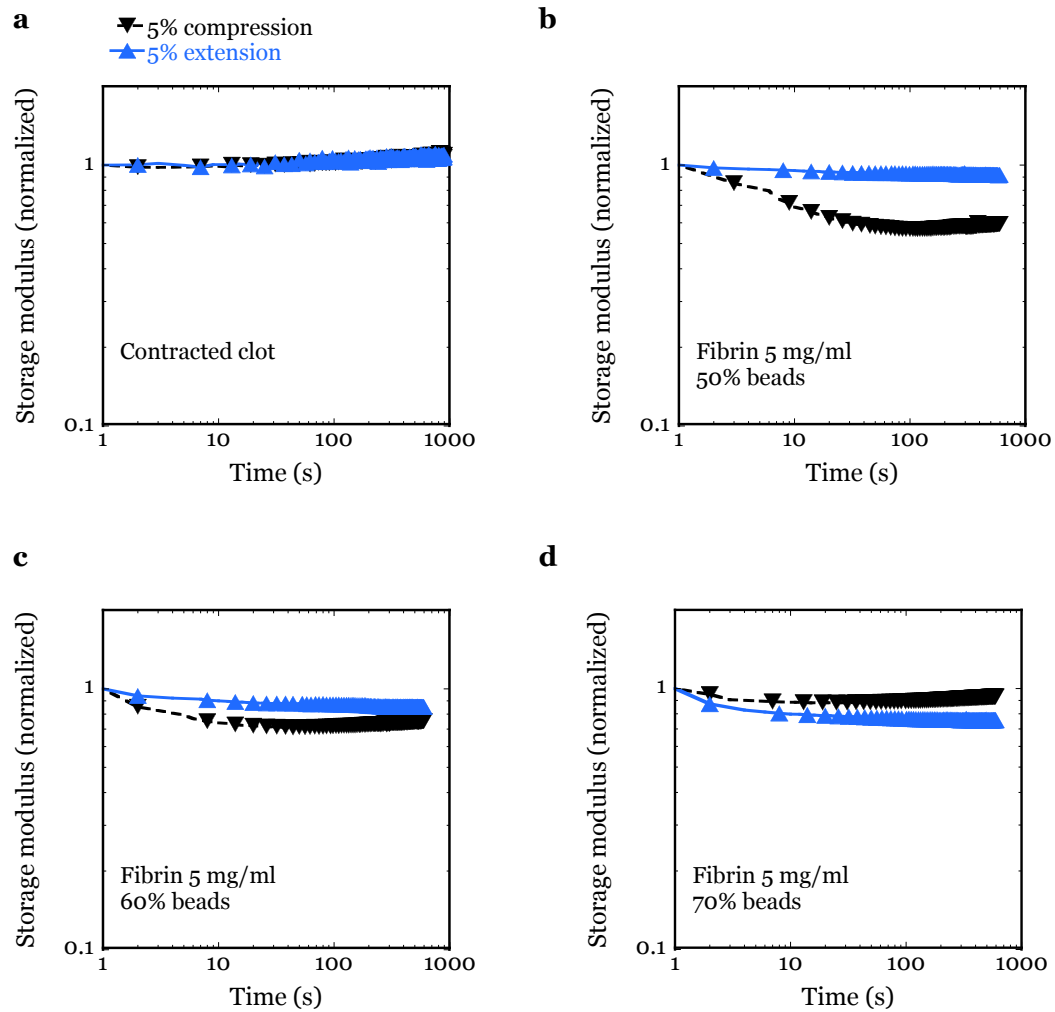 a
5% compression
5% extension
Storage modulus (normalized)
1
0.1
Contracted clot
1
10
100
1000
Time (s)
b
Storage modulus (normalized)
1
0.1
Fibrin 5 mg/ml
50% beads
1
10
100
1000
Time (s)
c
Storage modulus (normalized)
1
0.1
Fibrin 5 mg/ml
60% beads
1
10
100
1000
Time (s)
d
Storage modulus (normalized)
1
0.1
Fibrin 5 mg/ml
70% beads
1
10
100
1000
Time (s)